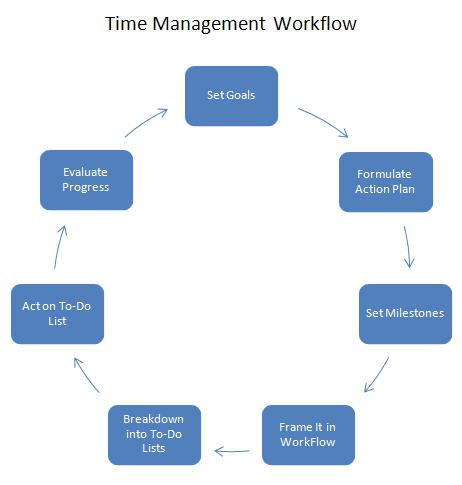 Time Management Workflow
Set Goals
Formulate
Action Plan
Set Milestones
Frame It in
WorkFlow
Breakdown
into To-Do
Lists
Act on To-Do
List
Evaluate
Progress